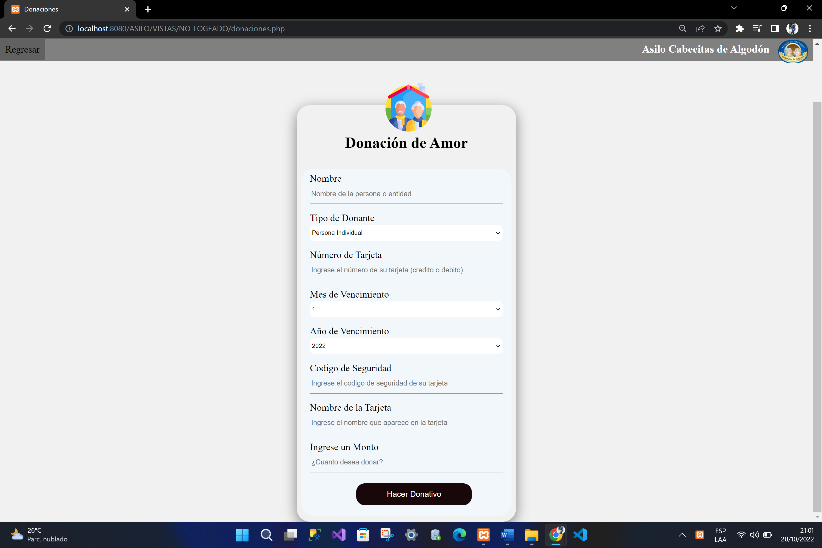 Donaciones
localhost:8080/ASILO/VISTAS/NO-LOGEADO/donaciones.php
Regresar
Asilo Cabecitas de Algodón
Donación de Amor
Nombre
Nombre de la persona o entidad
Tipo de Donante
Persona Individual
Número de Tarjeta
Ingrese el número de su tarjeta (credito o debito)
Mes de Vencimiento
1
Año de Vencimiento
2022
Codigo de Seguridad
Ingrese el codigo de seguridad de su tarjeta
Nombre de la Tarjeta
Ingrese el nombre que aparece en la tarjeta
Ingrese un Monto
¿Cuanto desea donar?
Hacer Donativo
26°C
Parc. nublado
ESP
LAA
21:01
28/10/2022